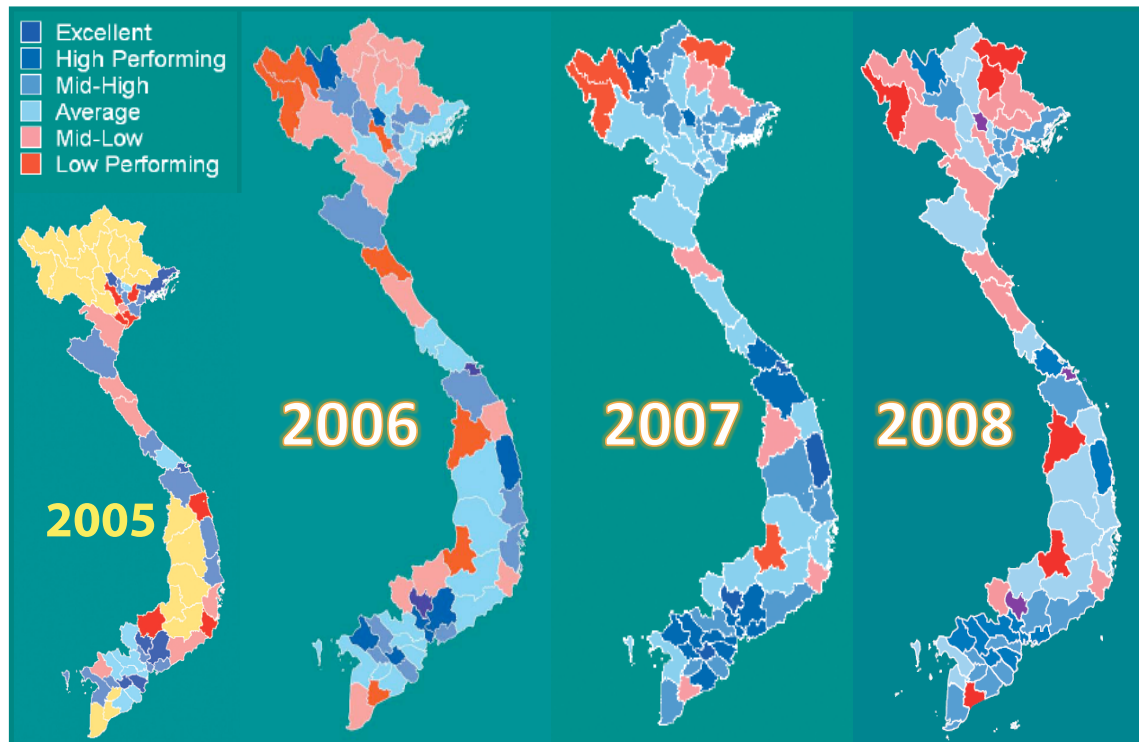 Excellent
High Performing
Mid-High
Average
Mid-Low
Low Performing
2005
2006
2007
2008